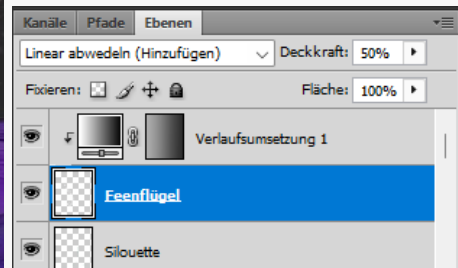 Kanäle Pfade Ebenen
Linear abwedeln (Hinzufügen) Deckkraft: 50%
Fixieren: Fläche: 100%
Verlaufsumsetzung 1
Feenflügel
Silouette